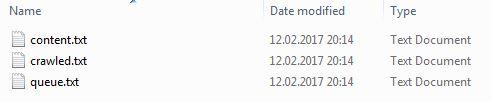 Name Date modified Type
content.txt 12.02.2017 20:14 Text Document
crawled.txt 12.02.2017 20:14 Text Document
queue.txt 12.02.2017 20:14 Text Document